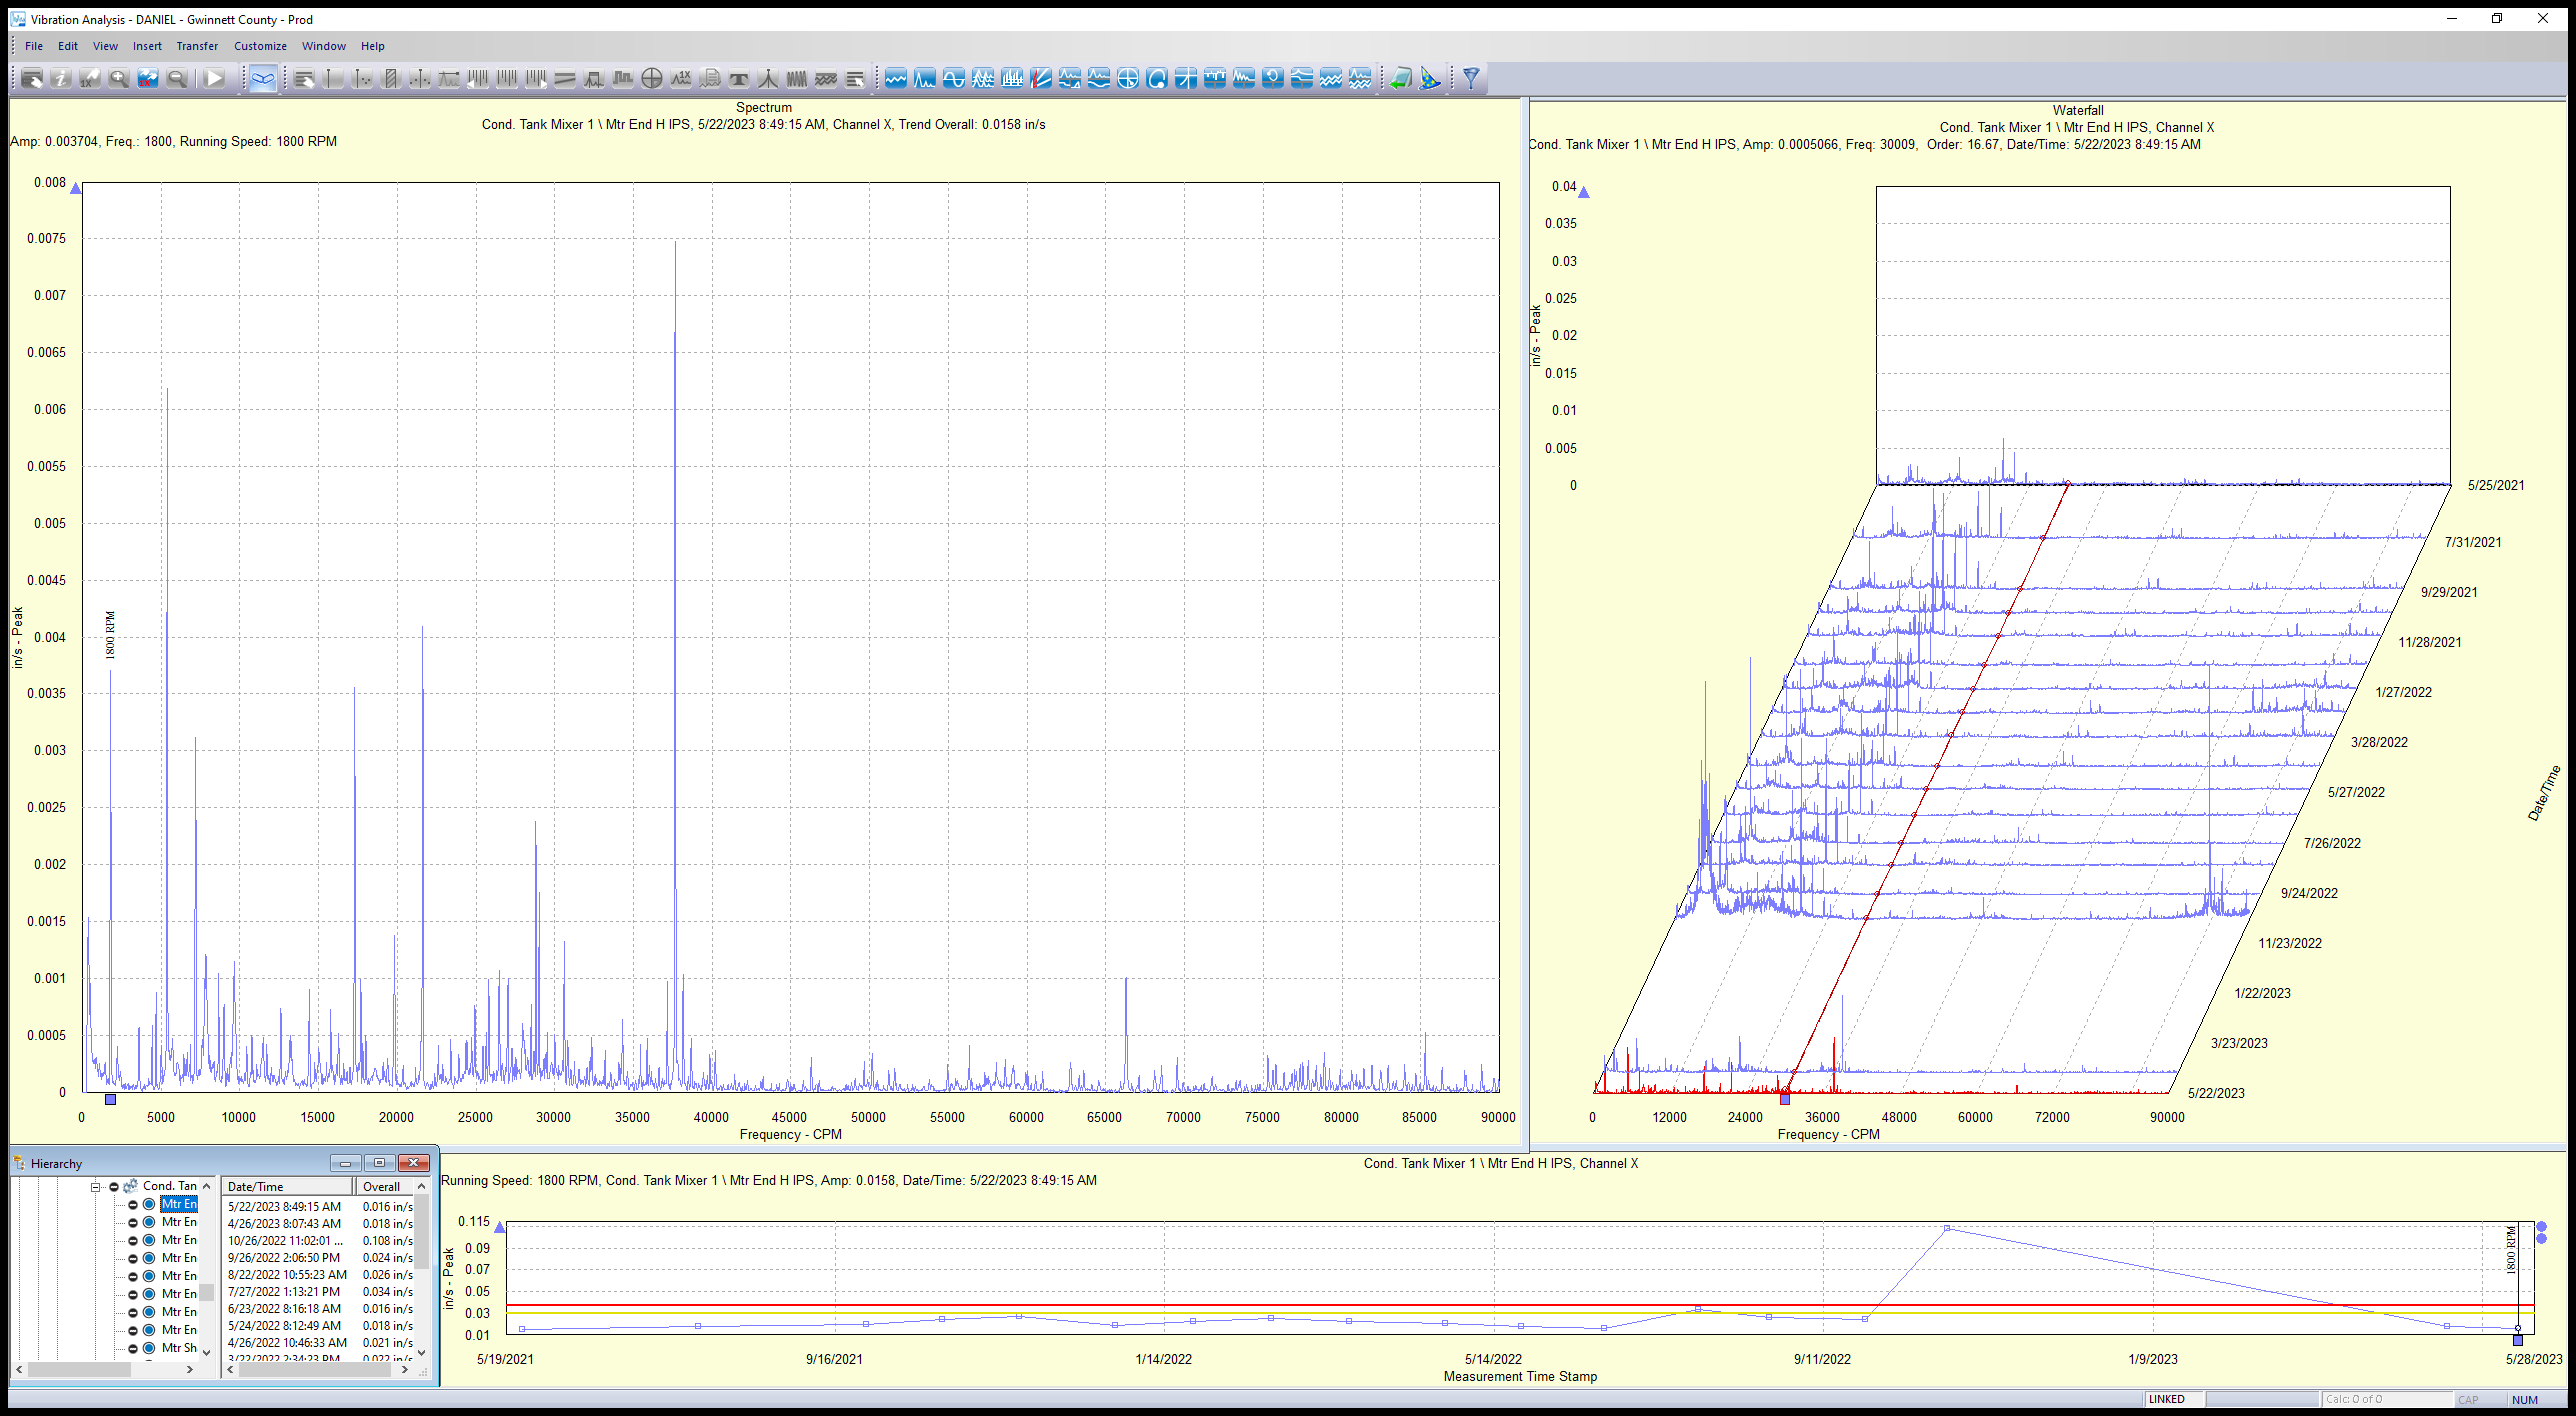 Vibration Analysis - DANIEL - Gwinnett County - Prod
File Edit View Insert Transfer Customize Window Help
Spectrum
Cond. Tank Mixer 1 \ Mtr End H IPS, 5/22/2023 8:49:15 AM, Channel X, Trend Overall: 0.0158 in/s
Amp: 0.003704, Freq.: 1800, Running Speed: 1800 RPM
0.008
0.0075
0.007
0.0065
0.006
0.0055
0.005
0.0045
0.004
0.0035
0.003
0.0025
0.002
0.0015
0.001
0.0005
0
in/s - Peak
1800 RPM
0 5000 10000 15000 20000 25000 30000 35000 40000 45000 50000 55000 60000 65000 70000 75000 80000 85000 90000
Frequency - CPM
Waterfall
Cond. Tank Mixer 1 \ Mtr End H IPS, Channel X
Cond. Tank Mixer 1 \ Mtr End H IPS, Amp: 0.0005066, Freq: 30009, Order: 16.67, Date/Time: 5/22/2023 8:49:15 AM
0.04
0.035
0.03
0.025
0.02
0.015
0.01
0.005
0
in/s - Peak
5/25/2021
7/31/2021
9/29/2021
11/28/2021
1/27/2022
3/28/2022
5/27/2022
7/26/2022
9/24/2022
11/23/2022
1/22/2023
3/23/2023
5/22/2023
Date/Time
0 12000 24000 36000 48000 60000 72000 90000
Frequency - CPM
Hierarchy
Cond. Tan
Mtr En
Mtr En
Mtr En
Mtr En
Mtr En
Mtr En
Mtr En
Mtr En
Mtr Sh
Date/Time Overall
5/22/2023 8:49:15 AM 0.016 in/s
4/26/2023 8:07:43 AM 0.018 in/s
10/26/2022 11:02:01 ... 0.108 in/s
9/26/2022 2:06:50 PM 0.024 in/s
8/22/2022 10:55:23 AM 0.026 in/s
7/27/2022 1:13:21 PM 0.034 in/s
6/23/2022 8:16:18 AM 0.016 in/s
5/24/2022 8:12:49 AM 0.018 in/s
4/26/2022 10:46:33 AM 0.021 in/s
3/22/2022 2:34:23 PM 0.022 in/s
Cond. Tank Mixer 1 \ Mtr End H IPS, Channel X
Running Speed: 1800 RPM, Cond. Tank Mixer 1 \ Mtr End H IPS, Amp: 0.0158, Date/Time: 5/22/2023 8:49:15 AM
0.115
0.09
0.07
0.05
0.03
0.01
in/s - Peak
1800 RPM
5/19/2021 9/16/2021 1/14/2022 5/14/2022 9/11/2022 1/9/2023 5/28/2023
Measurement Time Stamp
LINKED Calc: 0 of 0 CAP NUM